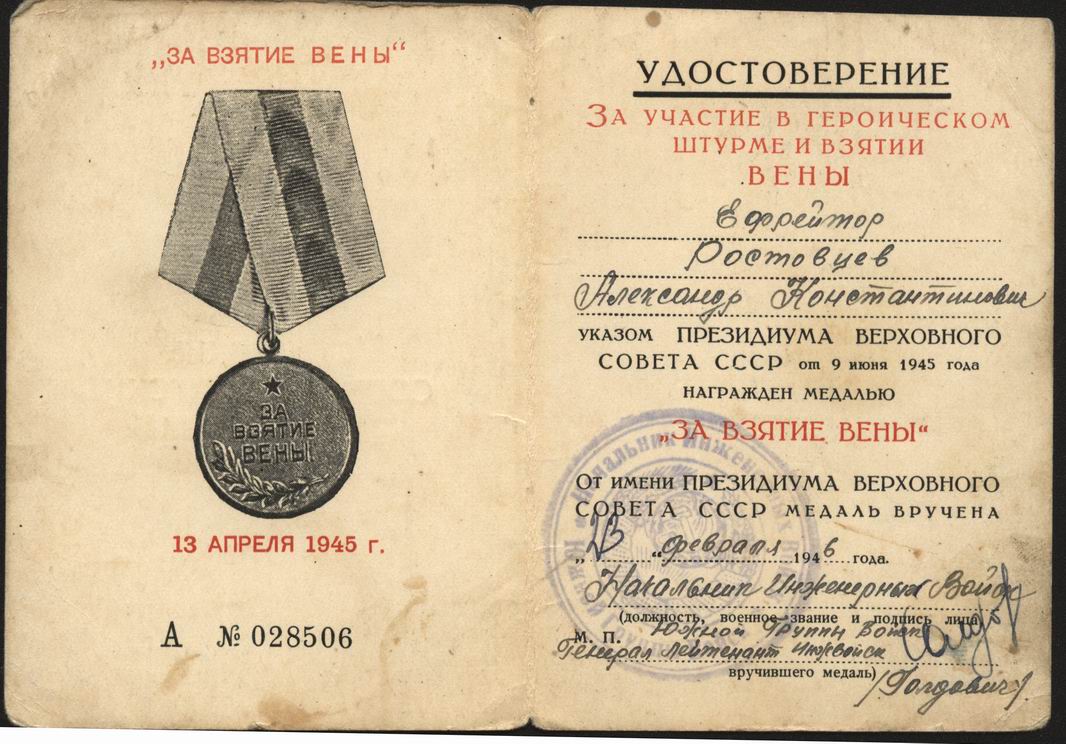 „ЗА ВЗЯТИЕ ВЕНЫ“
ЗА
ВЗЯТИЕ
ВЕНЫ
13 АПРЕЛЯ 1945 г.
А № 028506
УДОСТОВЕРЕНИЕ
ЗА УЧАСТИЕ В ГЕРОИЧЕСКОМ
ШТУРМЕ И ВЗЯТИИ
ВЕНЫ
Ефрейтор
Ростовцев
Александр Константинович
УКАЗОМ ПРЕЗИДИУМА ВЕРХОВНОГО
СОВЕТА СССР от 9 июня 1945 года
НАГРАЖДЕН МЕДАЛЬЮ
„ЗА ВЗЯТИЕ ВЕНЫ“
От имени ПРЕЗИДИУМА ВЕРХОВНОГО
СОВЕТА СССР МЕДАЛЬ ВРУЧЕНА
„23“ февраля 1946 года.
Начальник Инженерных Войск
(должность, военное звание и подпись лица,
М. П. Южной Группы Войск
Генерал Лейтенант Инжвойск
вручившего медаль)
/Голдович/
Начальник Инженерных